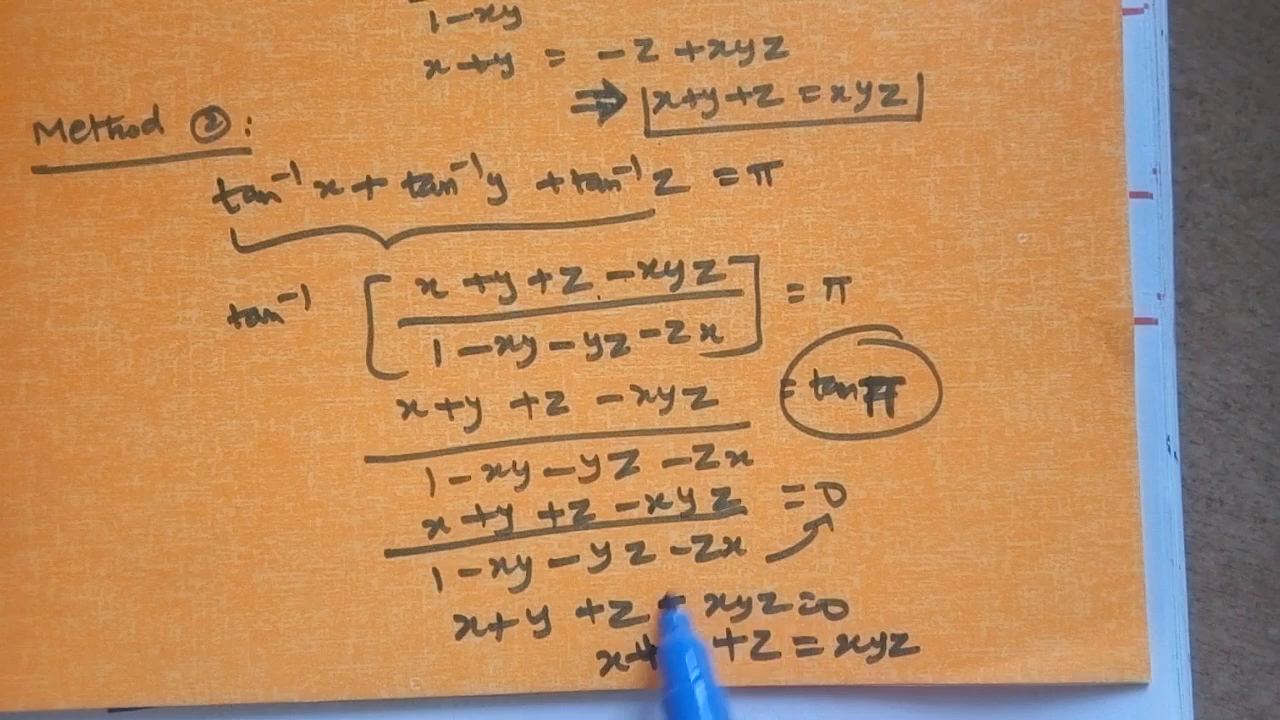 1-xy
x+y = -z+xyz
⇒ x+y+z=xyz
Method ②:
tan⁻¹x+tan⁻¹y+tan⁻¹z=π
tan⁻¹ [ x+y+z-xyz / 1-xy-yz-zx ] = π
x+y+z-xyz = tanπ
1-xy-yz-zx
x+y+z-xyz =0
1-xy-yz-zx
x+y+z-xyz=0
x+ +z=xyz